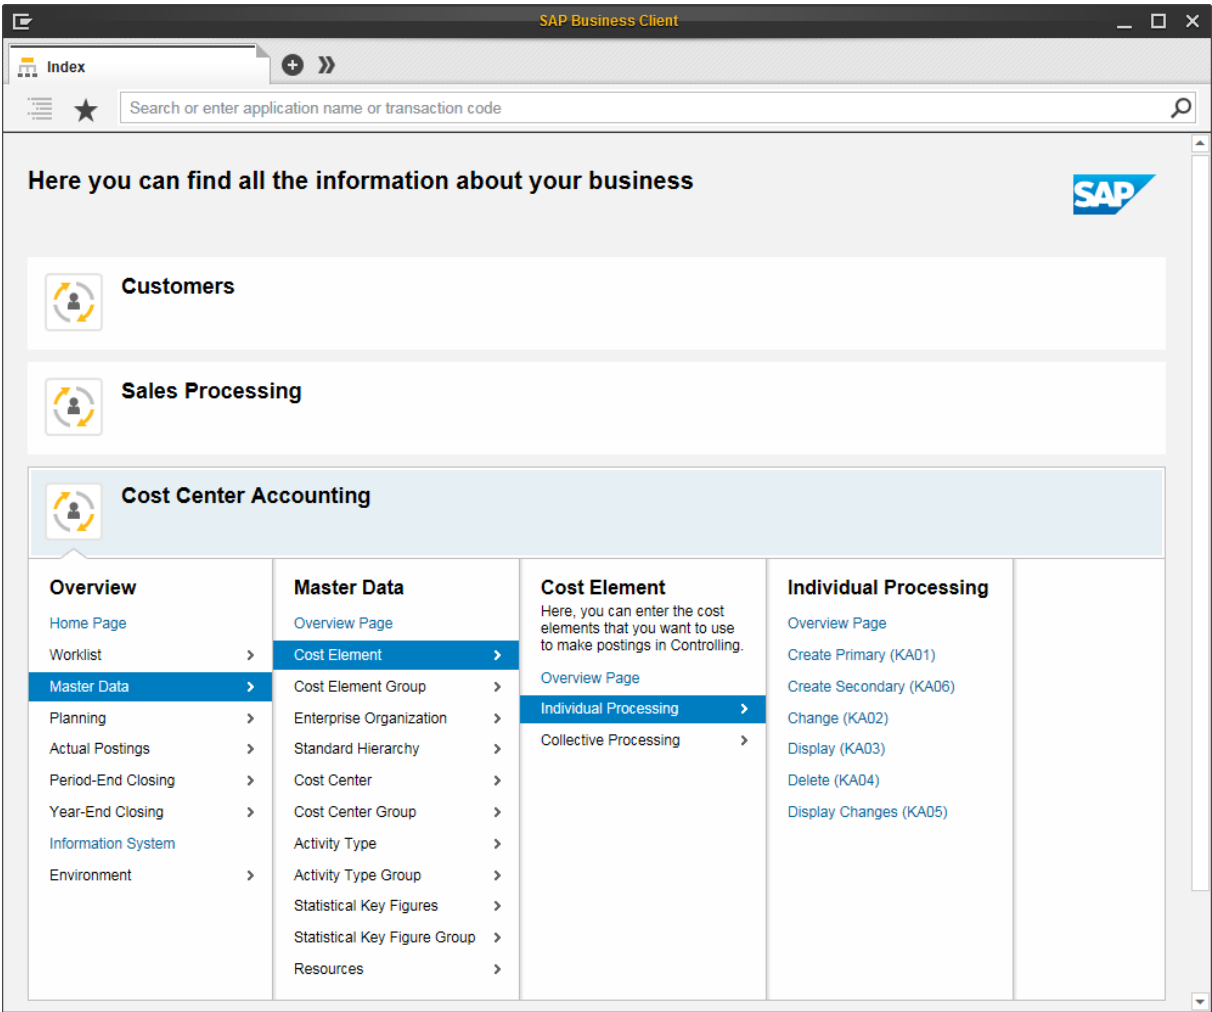 SAP Business Client
Index
Search or enter application name or transaction code
Here you can find all the information about your business
SAP
Customers
Sales Processing
Cost Center Accounting
Overview
Home Page
Worklist
Master Data
Planning
Actual Postings
Period-End Closing
Year-End Closing
Information System
Environment
Master Data
Overview Page
Cost Element
Cost Element Group
Enterprise Organization
Standard Hierarchy
Cost Center
Cost Center Group
Activity Type
Activity Type Group
Statistical Key Figures
Statistical Key Figure Group
Resources
Cost Element
Here, you can enter the cost
elements that you want to use
to make postings in Controlling.
Overview Page
Individual Processing
Collective Processing
Individual Processing
Overview Page
Create Primary (KA01)
Create Secondary (KA06)
Change (KA02)
Display (KA03)
Delete (KA04)
Display Changes (KA05)